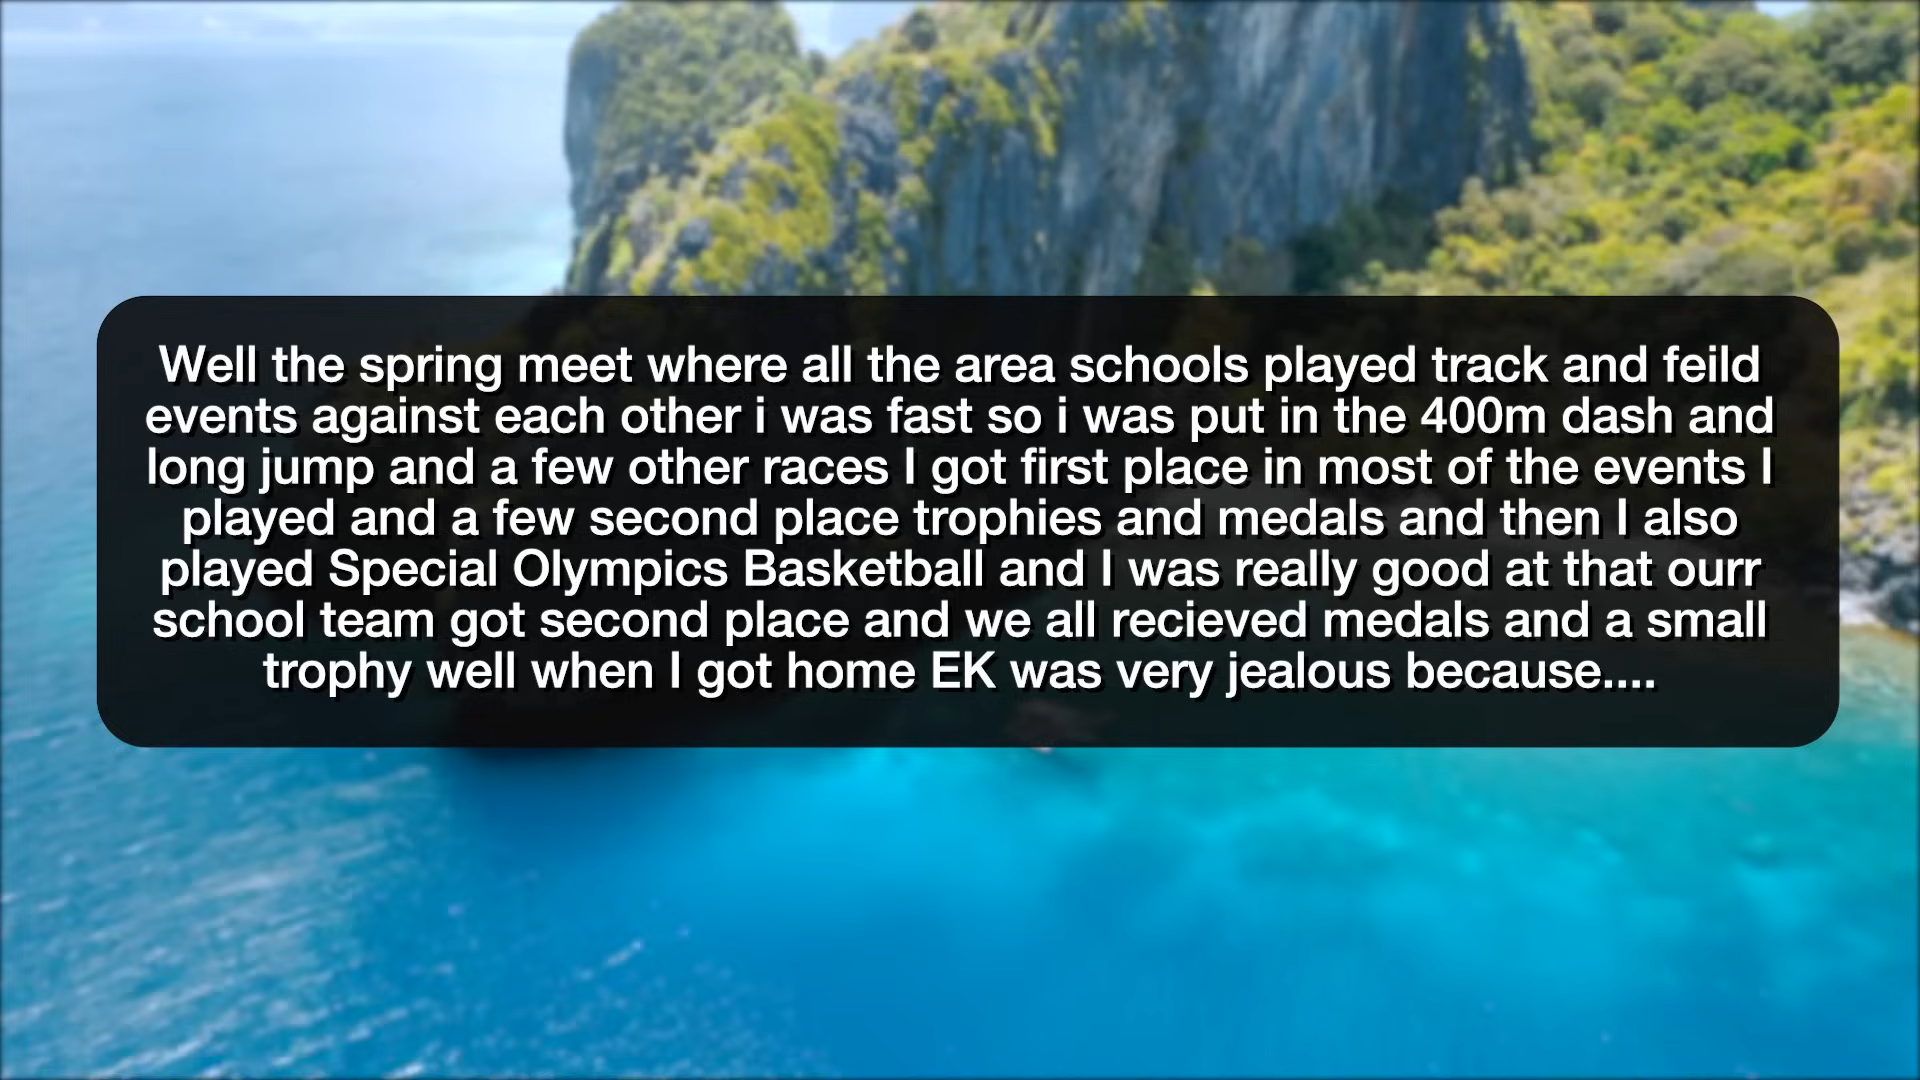 Well the spring meet where all the area schools played track and feild
events against each other i was fast so i was put in the 400m dash and
long jump and a few other races I got first place in most of the events I
played and a few second place trophies and medals and then I also
played Special Olympics Basketball and I was really good at that ourr
school team got second place and we all recieved medals and a small
trophy well when I got home EK was very jealous because....